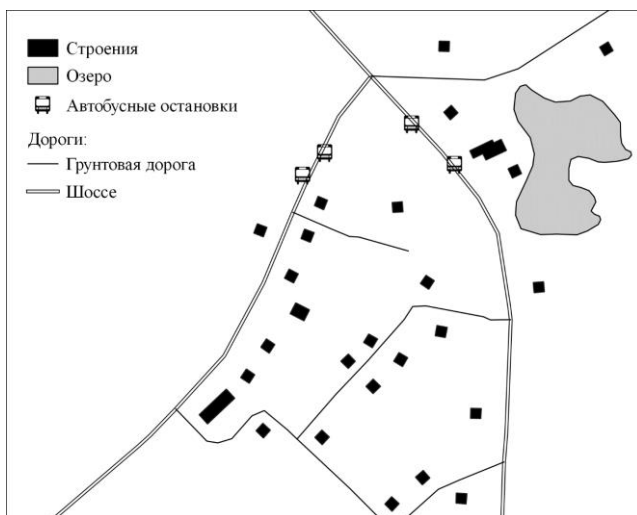 Строения
Озеро
Автобусные остановки
Дороги:
Грунтовая дорога
Шоссе